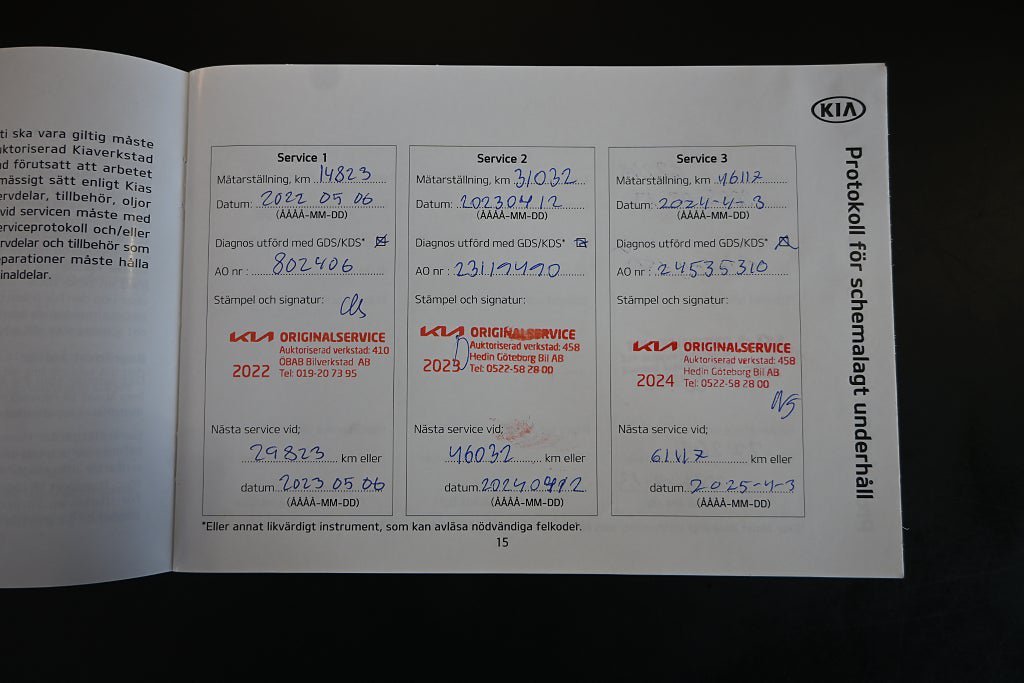 ti ska vara giltig måste
uktoriserad Kiaverkstad
d förutsatt att arbetet
mässigt sätt enligt Kias
ervdelar, tillbehör, oljor
vid servicen måste med
erviceprotokoll och/eller
rvdelar och tillbehör som
eparationer måste hålla
inaldelar.
KIA
Protokoll för schemalagt underhåll
Service 1
Mätarställning, km 14823
Datum: 2022 05 06
(ÅÅÅÅ-MM-DD)
Diagnos utförd med GDS/KDS*
AO nr : 802406
Stämpel och signatur:
KIA ORIGINALSERVICE
Auktoriserad verkstad: 410
ÖBAB Bilverkstad AB
2022 Tel: 019-20 73 95
Nästa service vid;
29823 km eller
datum 2023 05 06
(ÅÅÅÅ-MM-DD)
Service 2
Mätarställning, km 31032
Datum: 20230412
(ÅÅÅÅ-MM-DD)
Diagnos utförd med GDS/KDS*
AO nr :
Stämpel och signatur:
KIA ORIGINALSERVICE
Auktoriserad verkstad: 458
Hedin Göteborg Bil AB
2023 Tel: 0522-58 28 00
Nästa service vid;
46032 km eller
datum 20240412
(ÅÅÅÅ-MM-DD)
Service 3
Mätarställning, km 46117
Datum: 2024-4-3
(ÅÅÅÅ-MM-DD)
Diagnos utförd med GDS/KDS*
AO nr : 24535310
Stämpel och signatur:
KIA ORIGINALSERVICE
Auktoriserad verkstad: 458
Hedin Göteborg Bil AB
2024 Tel: 0522-58 28 00
Nästa service vid;
61117 km eller
datum 2025-4-3
(ÅÅÅÅ-MM-DD)
*Eller annat likvärdigt instrument, som kan avläsa nödvändiga felkoder.
15